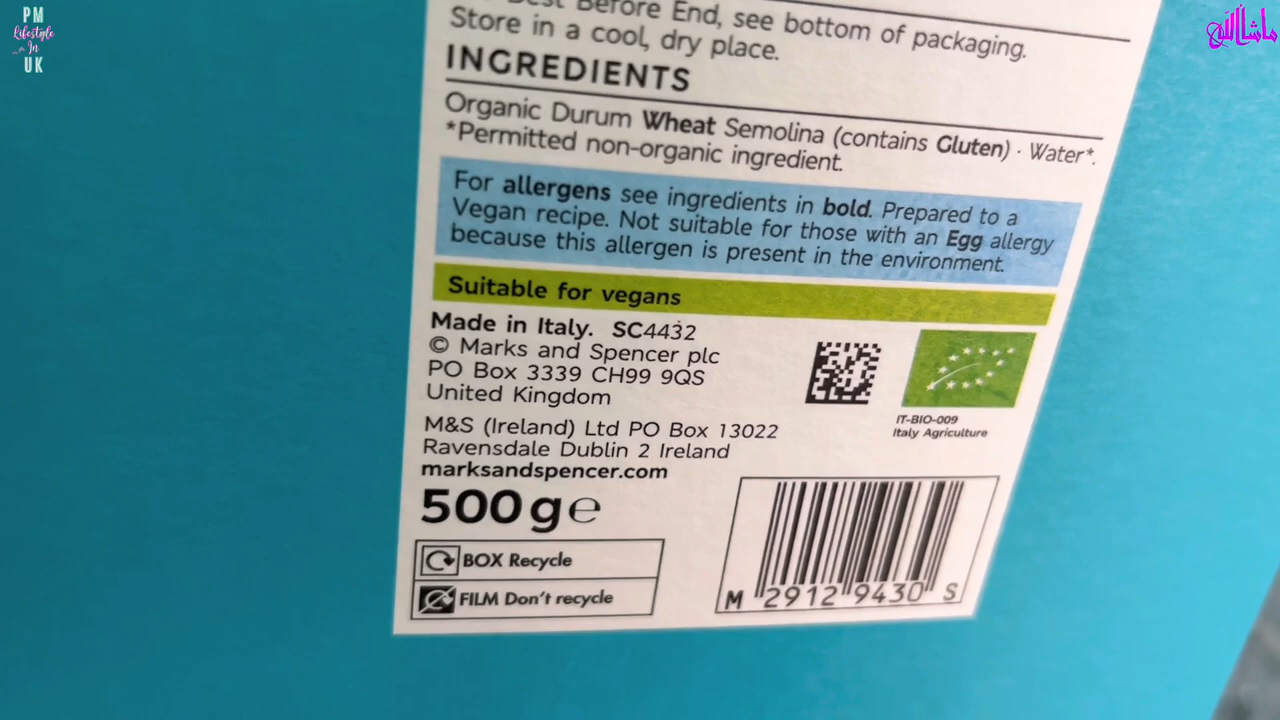 PM
Lifestyle
In
UK
ماشاءالله
Best Before End, see bottom of packaging.
Store in a cool, dry place.
INGREDIENTS
Organic Durum Wheat Semolina (contains Gluten) · Water*.
*Permitted non-organic ingredient.
For allergens see ingredients in bold. Prepared to a
Vegan recipe. Not suitable for those with an Egg allergy
because this allergen is present in the environment.
Suitable for vegans
Made in Italy. SC4432
© Marks and Spencer plc
PO Box 3339 CH99 9QS
United Kingdom
IT-BIO-009
Italy Agriculture
M&S (Ireland) Ltd PO Box 13022
Ravensdale Dublin 2 Ireland
marksandspencer.com
500g℮
BOX Recycle
FILM Don't recycle
M 2912 9430 S